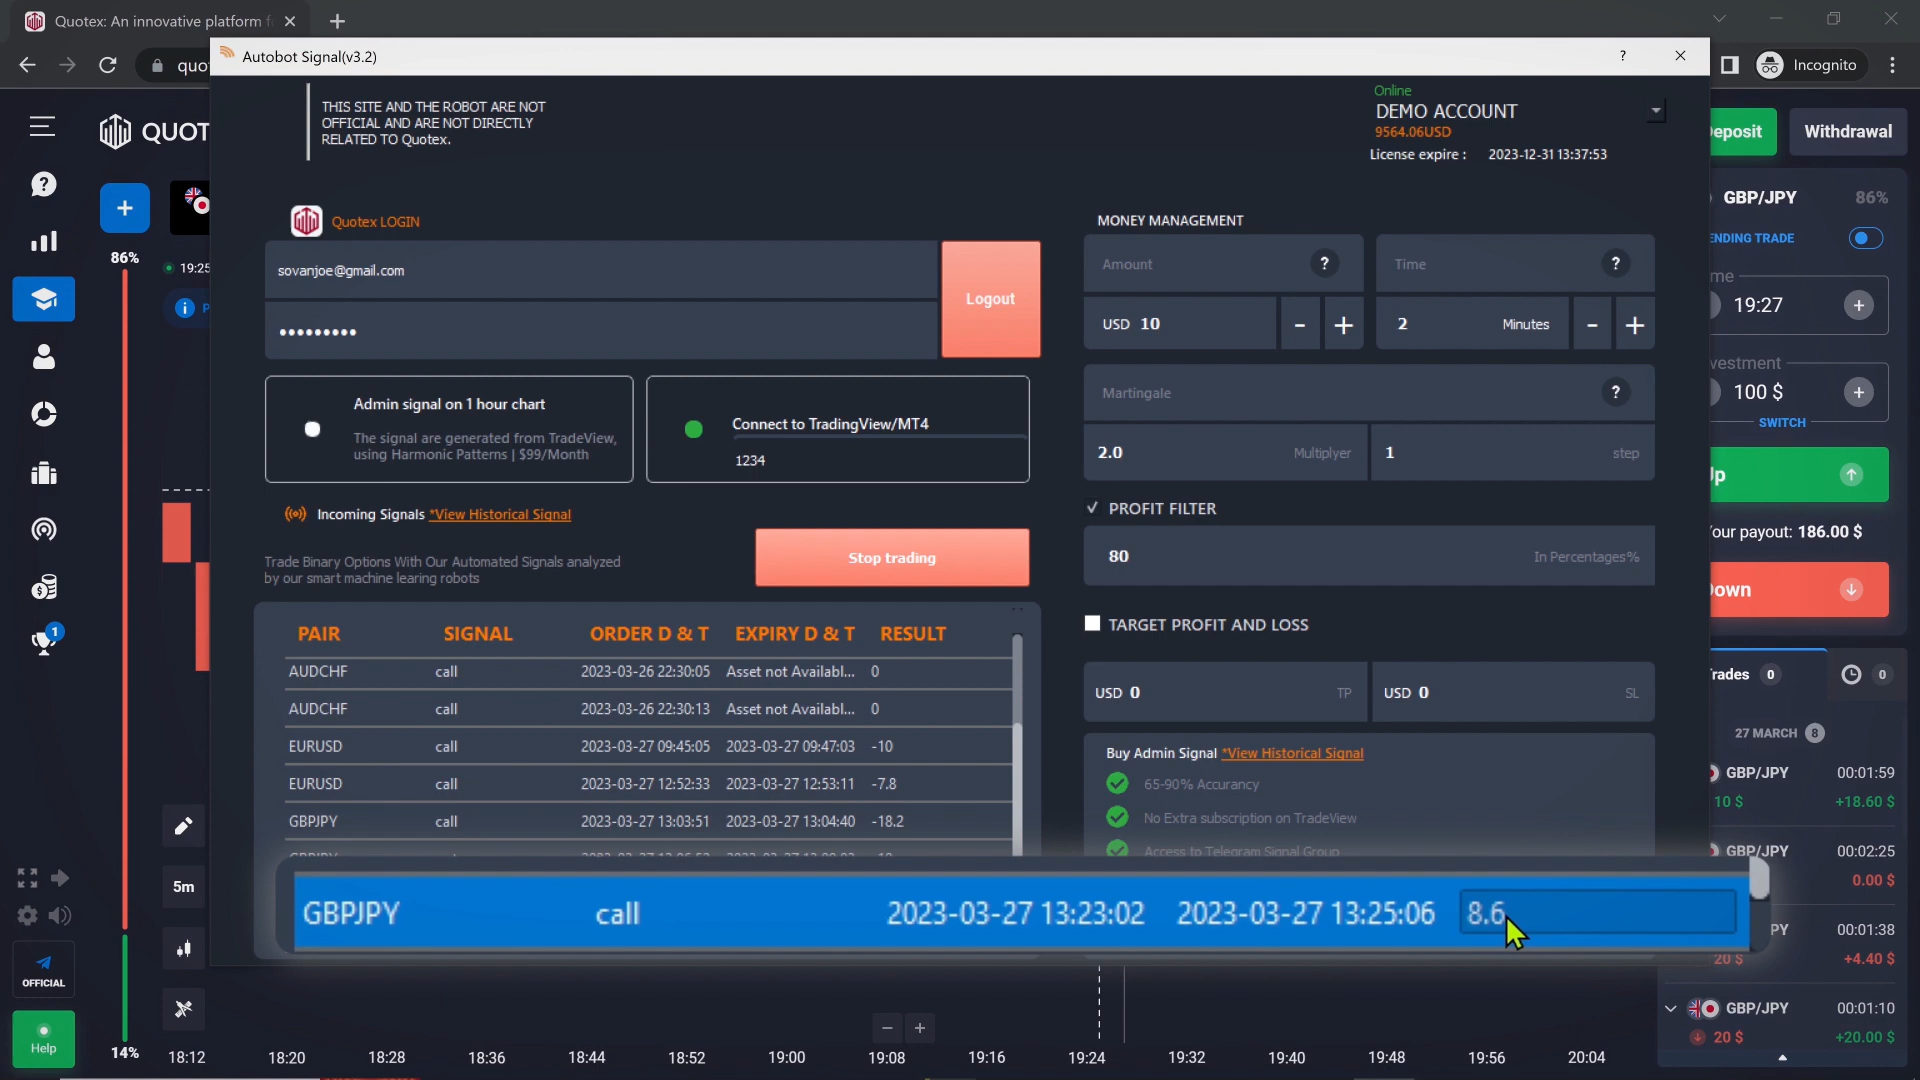 Quotex: An innovative platform f
quo
Incognito
Autobot Signal(v3.2)
?
THIS SITE AND THE ROBOT ARE NOT
OFFICIAL AND ARE NOT DIRECTLY
RELATED TO Quotex.
Online
DEMO ACCOUNT
9564.06USD
License expire : 2023-12-31 13:37:53
QUOT
eposit
Withdrawal
Quotex LOGIN
sovanjoe@gmail.com
•••••••••
Logout
MONEY MANAGEMENT
Amount ?
Time ?
USD 10 - +
2 Minutes - +
Martingale ?
2.0 Multiplyer
1 step
Admin signal on 1 hour chart
The signal are generated from TradeView,
using Harmonic Patterns | $99/Month
Connect to TradingView/MT4
1234
Incoming Signals *View Historical Signal
Trade Binary Options With Our Automated Signals analyzed
by our smart machine learing robots
Stop trading
PROFIT FILTER
80 In Percentages%
TARGET PROFIT AND LOSS
USD 0 TP
USD 0 SL
PAIR SIGNAL ORDER D & T EXPIRY D & T RESULT
AUDCHF call 2023-03-26 22:30:05 Asset not Availabl... 0
AUDCHF call 2023-03-26 22:30:13 Asset not Availabl... 0
EURUSD call 2023-03-27 09:45:05 2023-03-27 09:47:03 -10
EURUSD call 2023-03-27 12:52:33 2023-03-27 12:53:11 -7.8
GBPJPY call 2023-03-27 13:03:51 2023-03-27 13:04:40 -18.2
GBPJPY call 2023-03-27 13:23:02 2023-03-27 13:25:06 8.6
Buy Admin Signal *View Historical Signal
65-90% Accurancy
No Extra subscription on TradeView
Access to Telegram Signal Group
GBP/JPY 86%
ENDING TRADE
me
19:27
vestment
100 $
SWITCH
Up
Your payout: 186.00 $
own
Trades 0
0
27 MARCH 8
GBP/JPY 00:01:59
10 $ +18.60 $
GBP/JPY 00:02:25
0.00 $
PY 00:01:38
20 $ +4.40 $
GBP/JPY 00:01:10
20 $ +20.00 $
86%
19:25
P
1
5m
OFFICIAL
Help
14%
18:12 18:20 18:28 18:36 18:44 18:52 19:00 19:08 19:16 19:24 19:32 19:40 19:48 19:56 20:04